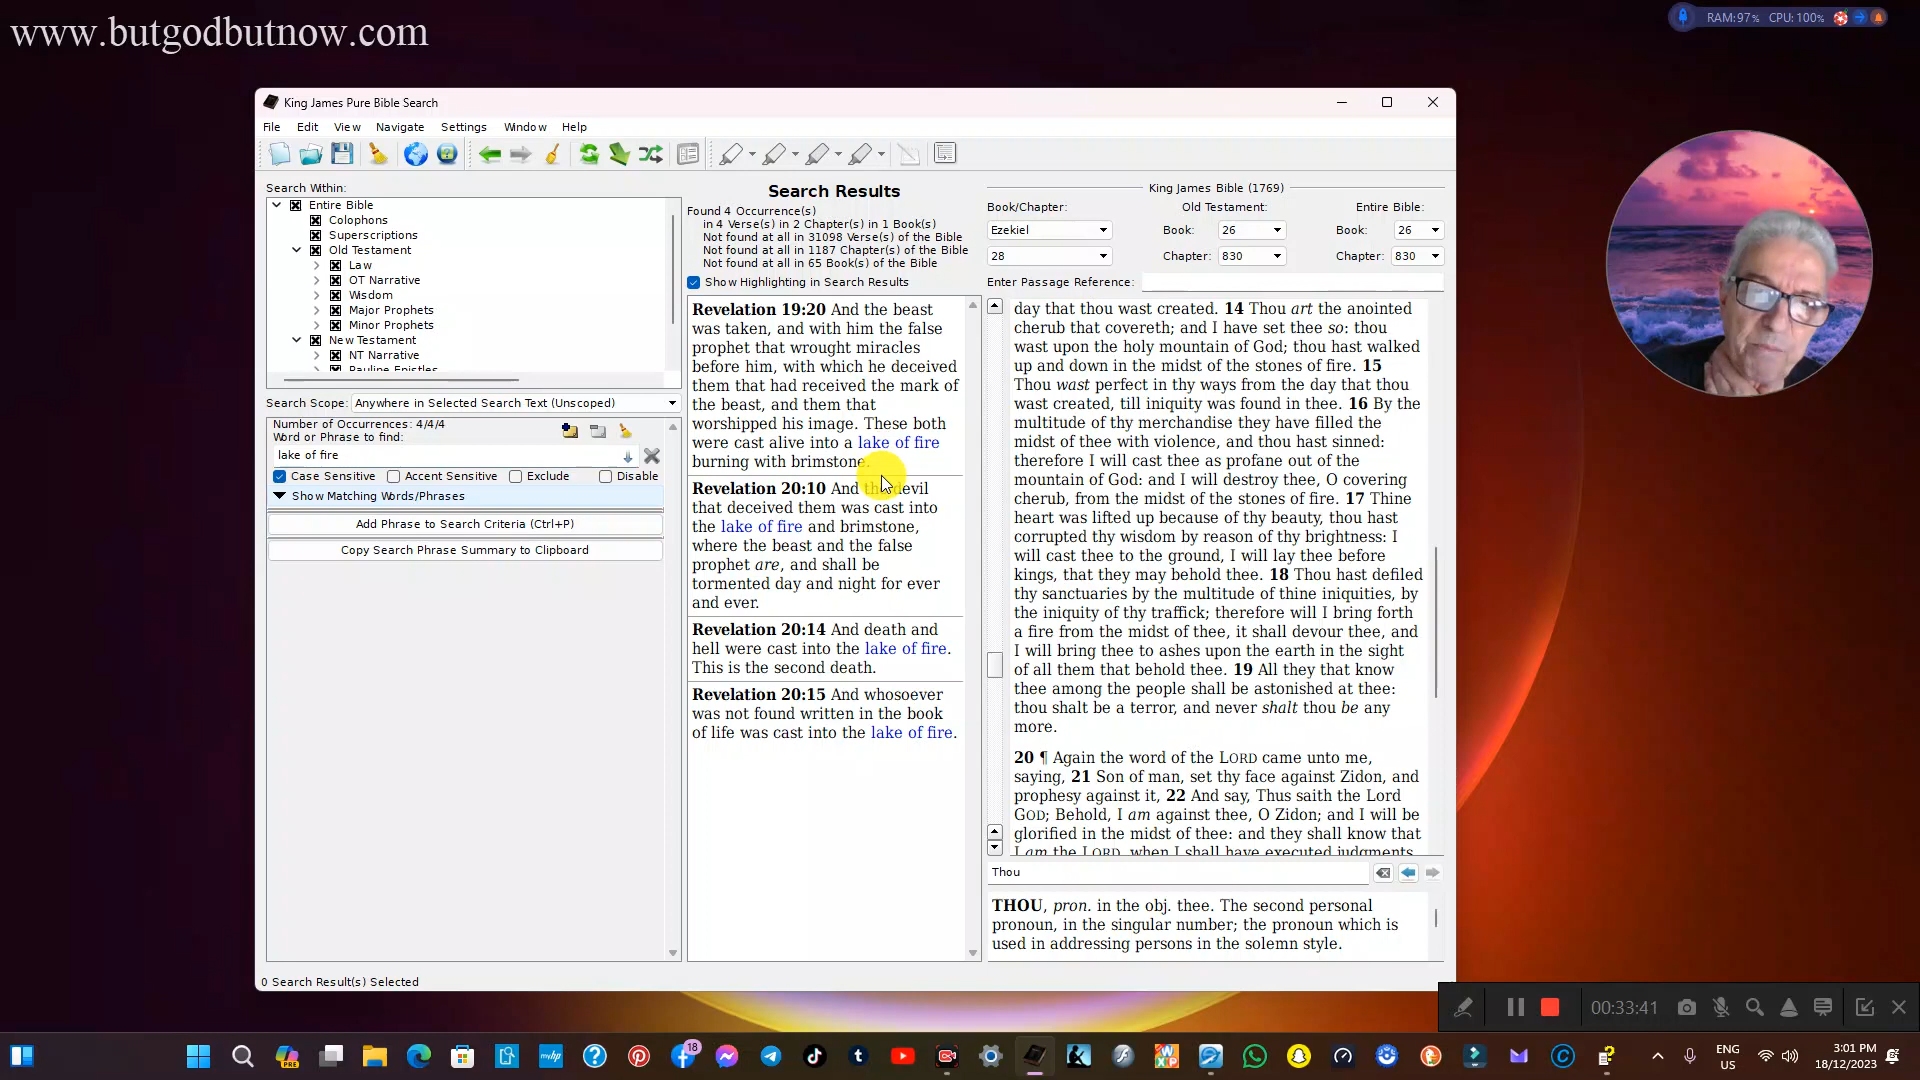 www.butgodbutnow.com
RAM:97% CPU:100%
King James Pure Bible Search
File Edit View Navigate Settings Window Help
Search Within:
Entire Bible
Colophons
Superscriptions
Old Testament
Law
OT Narrative
Wisdom
Major Prophets
Minor Prophets
New Testament
NT Narrative
Pauline Epistles
Search Scope: Anywhere in Selected Search Text (Unscoped)
Number of Occurrences: 4/4/4
Word or Phrase to find:
lake of fire
Case Sensitive Accent Sensitive Exclude Disable
Show Matching Words/Phrases
Add Phrase to Search Criteria (Ctrl+P)
Copy Search Phrase Summary to Clipboard
0 Search Result(s) Selected
Search Results
Found 4 Occurrence(s)
in 4 Verse(s) in 2 Chapter(s) in 1 Book(s)
Not found at all in 31098 Verse(s) of the Bible
Not found at all in 1187 Chapter(s) of the Bible
Not found at all in 65 Book(s) of the Bible
Show Highlighting in Search Results
Revelation 19:20 And the beast
was taken, and with him the false
prophet that wrought miracles
before him, with which he deceived
them that had received the mark of
the beast, and them that
worshipped his image. These both
were cast alive into a lake of fire
burning with brimstone.
Revelation 20:10 And the devil
that deceived them was cast into
the lake of fire and brimstone,
where the beast and the false
prophet are, and shall be
tormented day and night for ever
and ever.
Revelation 20:14 And death and
hell were cast into the lake of fire.
This is the second death.
Revelation 20:15 And whosoever
was not found written in the book
of life was cast into the lake of fire.
King James Bible (1769)
Book/Chapter: Old Testament: Entire Bible:
Ezekiel Book: 26 Book: 26
28 Chapter: 830 Chapter: 830
Enter Passage Reference:
day that thou wast created. 14 Thou art the anointed
cherub that covereth; and I have set thee so: thou
wast upon the holy mountain of God; thou hast walked
up and down in the midst of the stones of fire. 15
Thou wast perfect in thy ways from the day that thou
wast created, till iniquity was found in thee. 16 By the
multitude of thy merchandise they have filled the
midst of thee with violence, and thou hast sinned:
therefore I will cast thee as profane out of the
mountain of God: and I will destroy thee, O covering
cherub, from the midst of the stones of fire. 17 Thine
heart was lifted up because of thy beauty, thou hast
corrupted thy wisdom by reason of thy brightness: I
will cast thee to the ground, I will lay thee before
kings, that they may behold thee. 18 Thou hast defiled
thy sanctuaries by the multitude of thine iniquities, by
the iniquity of thy traffick; therefore will I bring forth
a fire from the midst of thee, it shall devour thee, and
I will bring thee to ashes upon the earth in the sight
of all them that behold thee. 19 All they that know
thee among the people shall be astonished at thee:
thou shalt be a terror, and never shalt thou be any
more.
20 ¶ Again the word of the LORD came unto me,
saying, 21 Son of man, set thy face against Zidon, and
prophesy against it, 22 And say, Thus saith the Lord
GOD; Behold, I am against thee, O Zidon; and I will be
glorified in the midst of thee: and they shall know that
I am the LORD, when I shall have executed judgments
Thou
THOU, pron. in the obj. thee. The second personal
pronoun, in the singular number; the pronoun which is
used in addressing persons in the solemn style.
00:33:41
PRE
myhp
18
ENG
US
3:01 PM
18/12/2023